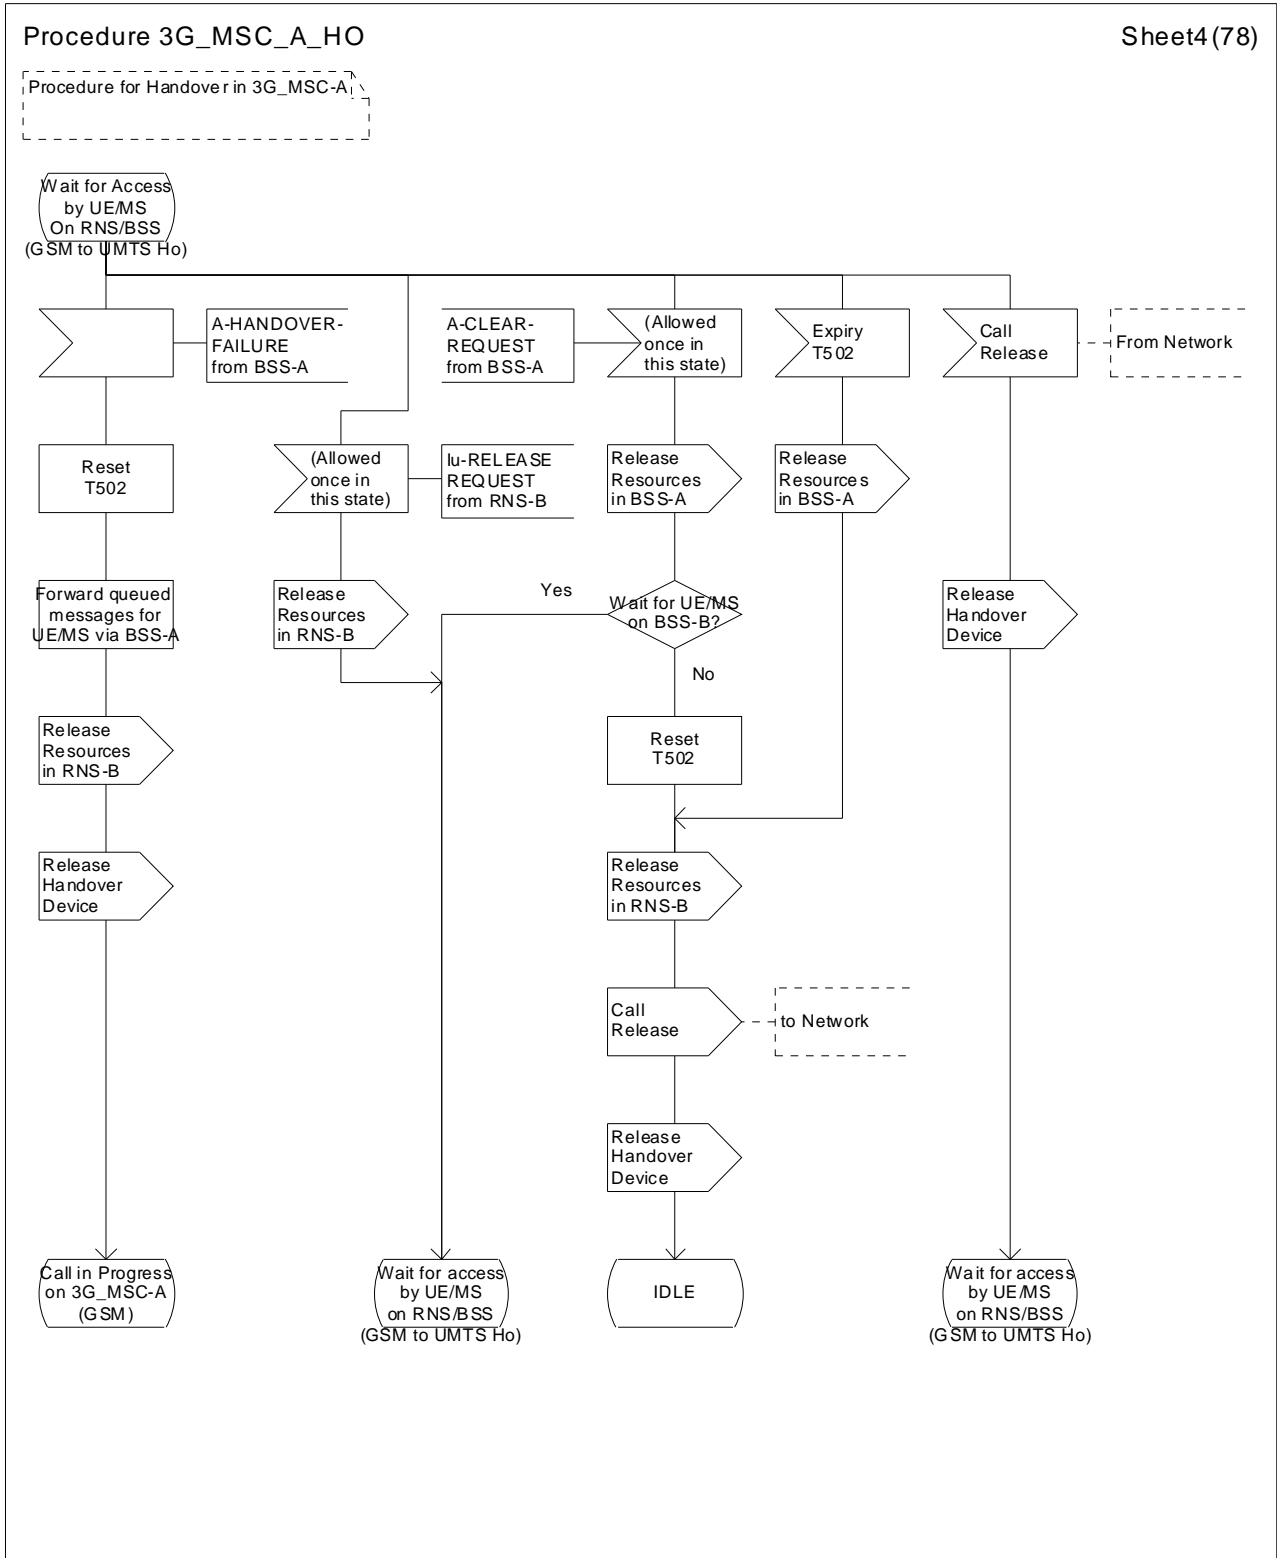 Procedure 3G_MSC_A_HO
Sheet4(78)
Procedure for Handover in 3G_MSC-A
Wait for Access
by UE/MS
On RNS/BSS
(GSM to UMTS Ho)
A-HANDOVER-
FAILURE
from BSS-A
A-CLEAR-
REQUEST
from BSS-A
(Allowed
once in
this state)
Expiry
T502
Call
Release
From Network
Reset
T502
(Allowed
once in
this state)
Iu-RELEASE
REQUEST
from RNS-B
Release
Resources
in BSS-A
Release
Resources
in BSS-A
Forward queued
messages for
UE/MS via BSS-A
Release
Resources
in RNS-B
Yes
Wait for UE/MS
on BSS-B?
No
Release
Handover
Device
Release
Resources
in RNS-B
Reset
T502
Release
Handover
Device
Release
Resources
in RNS-B
Call
Release
to Network
Release
Handover
Device
Call in Progress
on 3G_MSC-A
(GSM)
Wait for access
by UE/MS
on RNS/BSS
(GSM to UMTS Ho)
IDLE
Wait for access
by UE/MS
on RNS/BSS
(GSM to UMTS Ho)